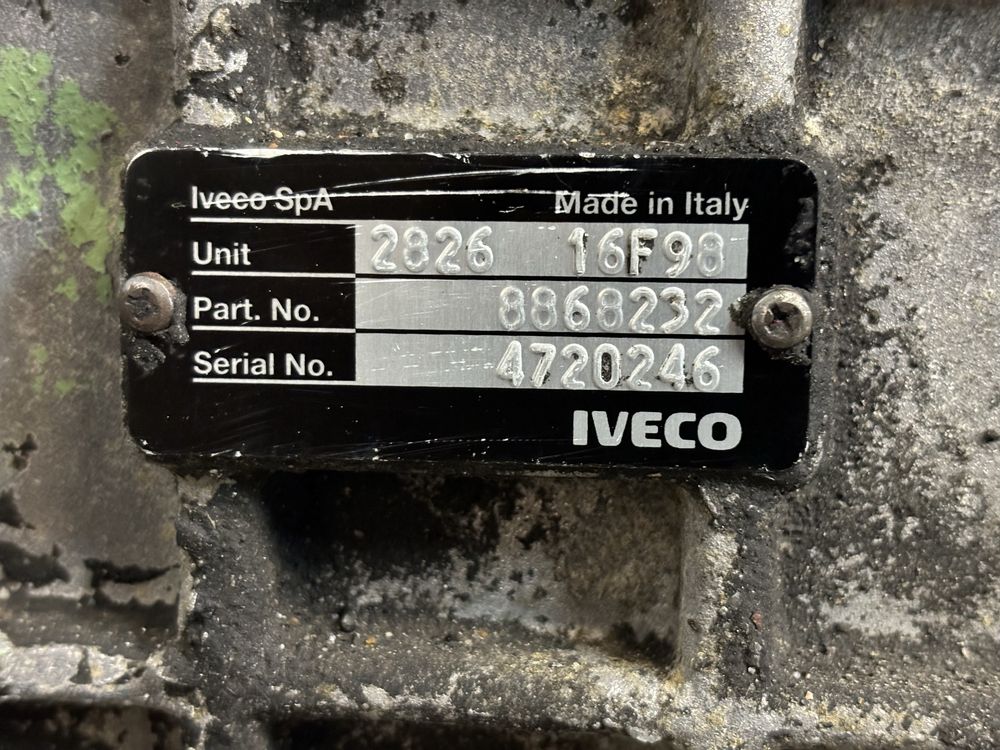 Iveco SpA Made in Italy
Unit 2826 16F98
Part. No. 8868232
Serial No. 4720246
IVECO